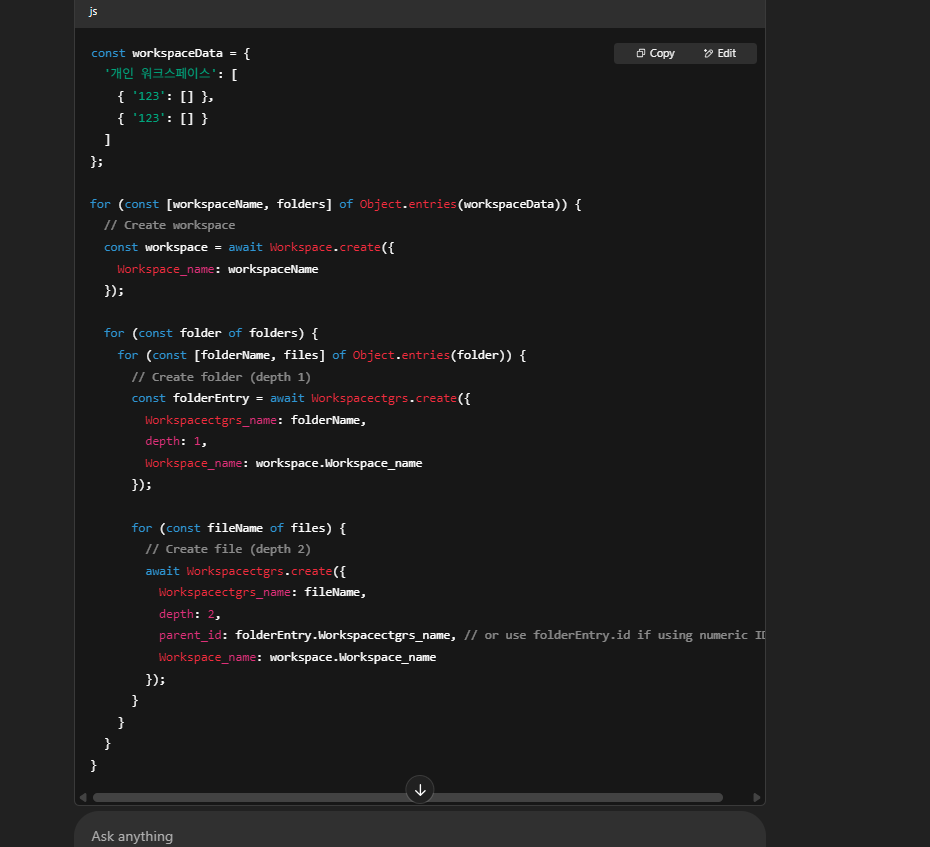 js
Copy Edit
const workspaceData = {
'개인 워크스페이스': [
{ '123': [] },
{ '123': [] }
]
};
for (const [workspaceName, folders] of Object.entries(workspaceData)) {
// Create workspace
const workspace = await Workspace.create({
Workspace_name: workspaceName
});
for (const folder of folders) {
for (const [folderName, files] of Object.entries(folder)) {
// Create folder (depth 1)
const folderEntry = await Workspacectgrs.create({
Workspacectgrs_name: folderName,
depth: 1,
Workspace_name: workspace.Workspace_name
});
for (const fileName of files) {
// Create file (depth 2)
await Workspacectgrs.create({
Workspacectgrs_name: fileName,
depth: 2,
parent_id: folderEntry.Workspacectgrs_name, // or use folderEntry.id if using numeric ID
Workspace_name: workspace.Workspace_name
});
}
}
}
}
Ask anything